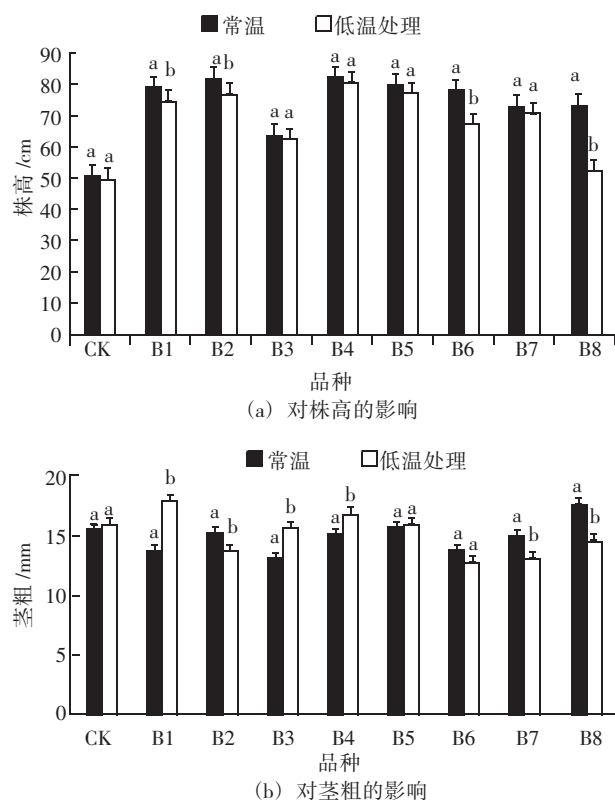 ■常温 □低温处理
90
80
70
60
50
40
30
20
10
0
株高/cm
a a a b a b a a a a a a a b a a a b
CK B1 B2 B3 B4 B5 B6 B7 B8
品种
(a) 对株高的影响
■常温 □低温处理
20
15
10
5
0
茎粗/mm
a a a b a b a b a b a a a a a b a b
CK B1 B2 B3 B4 B5 B6 B7 B8
品种
(b) 对茎粗的影响